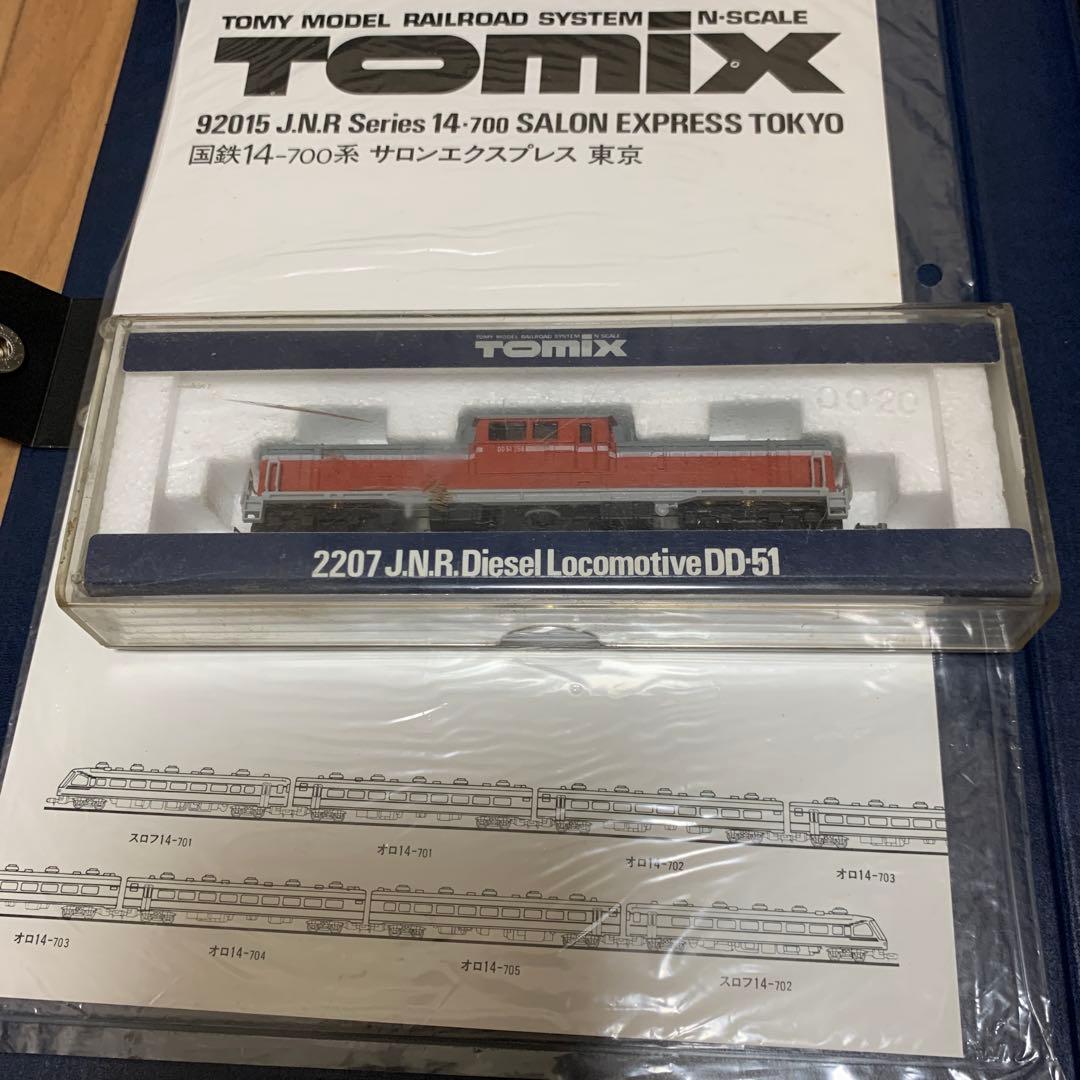 TOMY MODEL RAILROAD SYSTEM N·SCALE
TOMIX
92015 J.N.R Series 14·700 SALON EXPRESS TOKYO
国鉄14-700系 サロンエクスプレス 東京
TOMY MODEL RAILROAD SYSTEM N SCALE
TOMIX
DD 51
2207 J.N.R. Diesel Locomotive DD·51
スロフ14-701
オロ14-701
オロ14-702
オロ14-703
オロ14-703
オロ14-704
オロ14-705
スロフ14-702